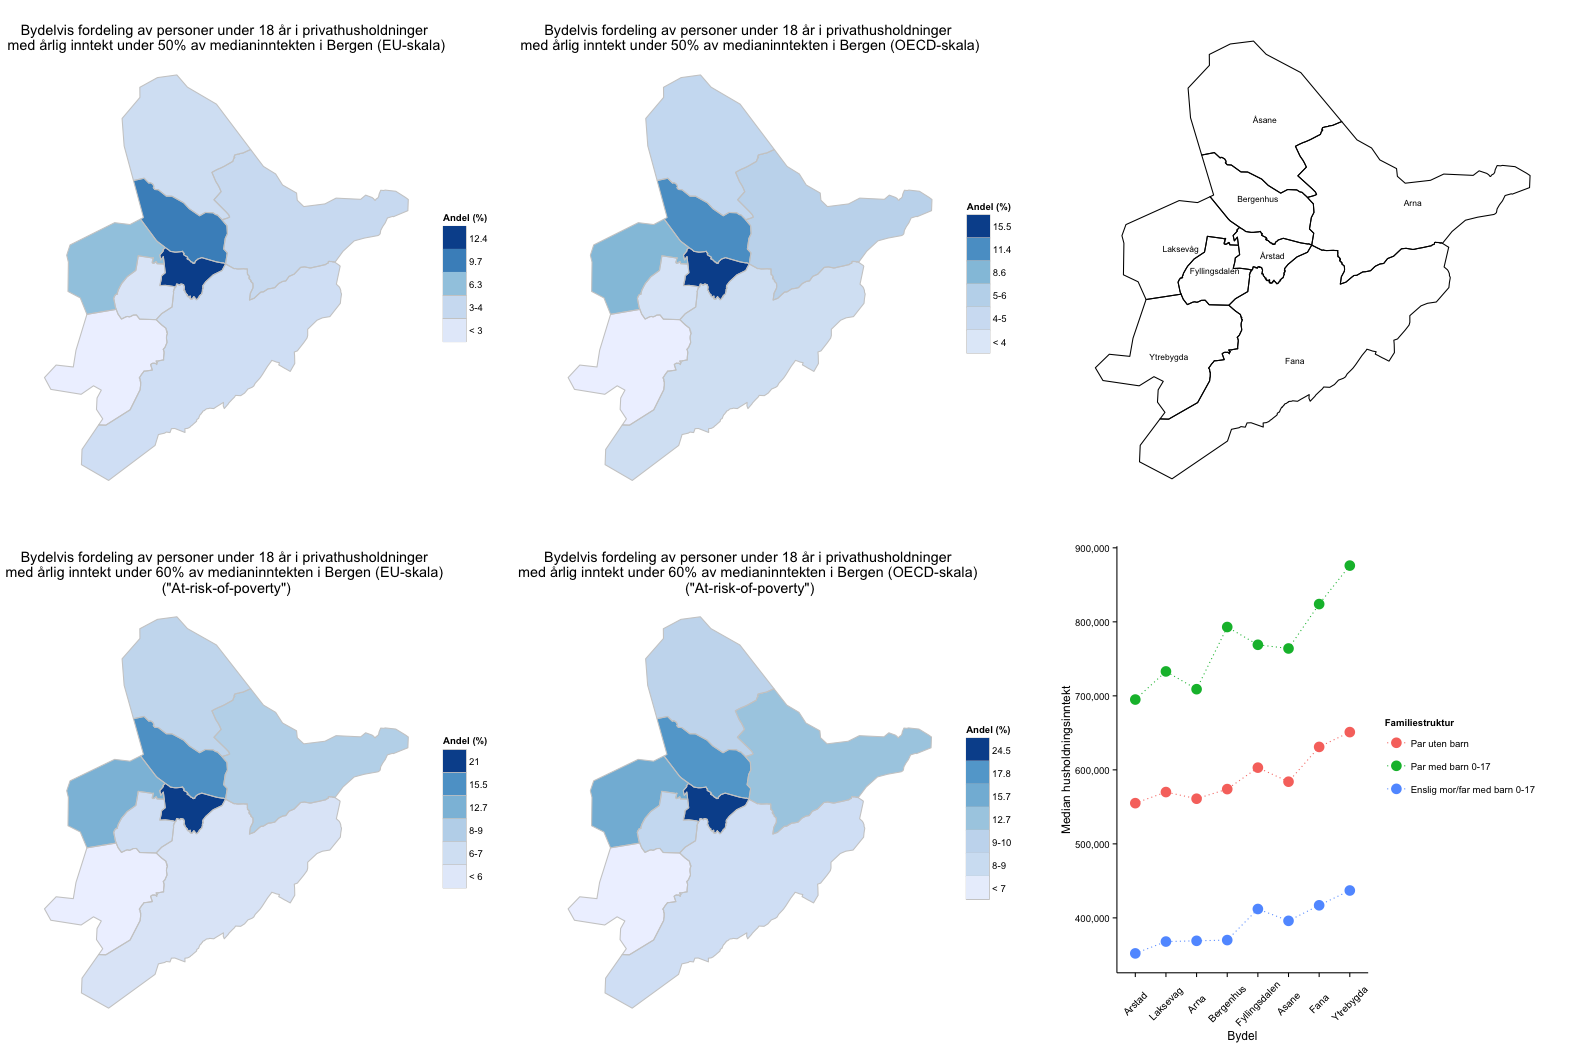 Bydelvis fordeling av personer under 18 år i privathusholdninger
med årlig inntekt under 50% av medianinntekten i Bergen (EU-skala)
Andel (%)
12.4
9.7
6.3
3-4
< 3
Bydelvis fordeling av personer under 18 år i privathusholdninger
med årlig inntekt under 50% av medianinntekten i Bergen (OECD-skala)
Andel (%)
15.5
11.4
8.6
5-6
4-5
< 4
Åsane
Bergenhus
Arna
Laksevåg
Årstad
Fyllingsdalen
Ytrebygda
Fana
Bydelvis fordeling av personer under 18 år i privathusholdninger
med årlig inntekt under 60% av medianinntekten i Bergen (EU-skala)
("At-risk-of-poverty")
Andel (%)
21
15.5
12.7
8-9
6-7
< 6
Bydelvis fordeling av personer under 18 år i privathusholdninger
med årlig inntekt under 60% av medianinntekten i Bergen (OECD-skala)
("At-risk-of-poverty")
Andel (%)
24.5
17.8
15.7
12.7
9-10
8-9
< 7
900,000
800,000
700,000
600,000
500,000
400,000
Median husholdningsinntekt
Arstad
Laksevag
Arna
Bergenhus
Fyllingsdalen
Asane
Fana
Ytrebygda
Bydel
Familiestruktur
Par uten barn
Par med barn 0-17
Enslig mor/far med barn 0-17